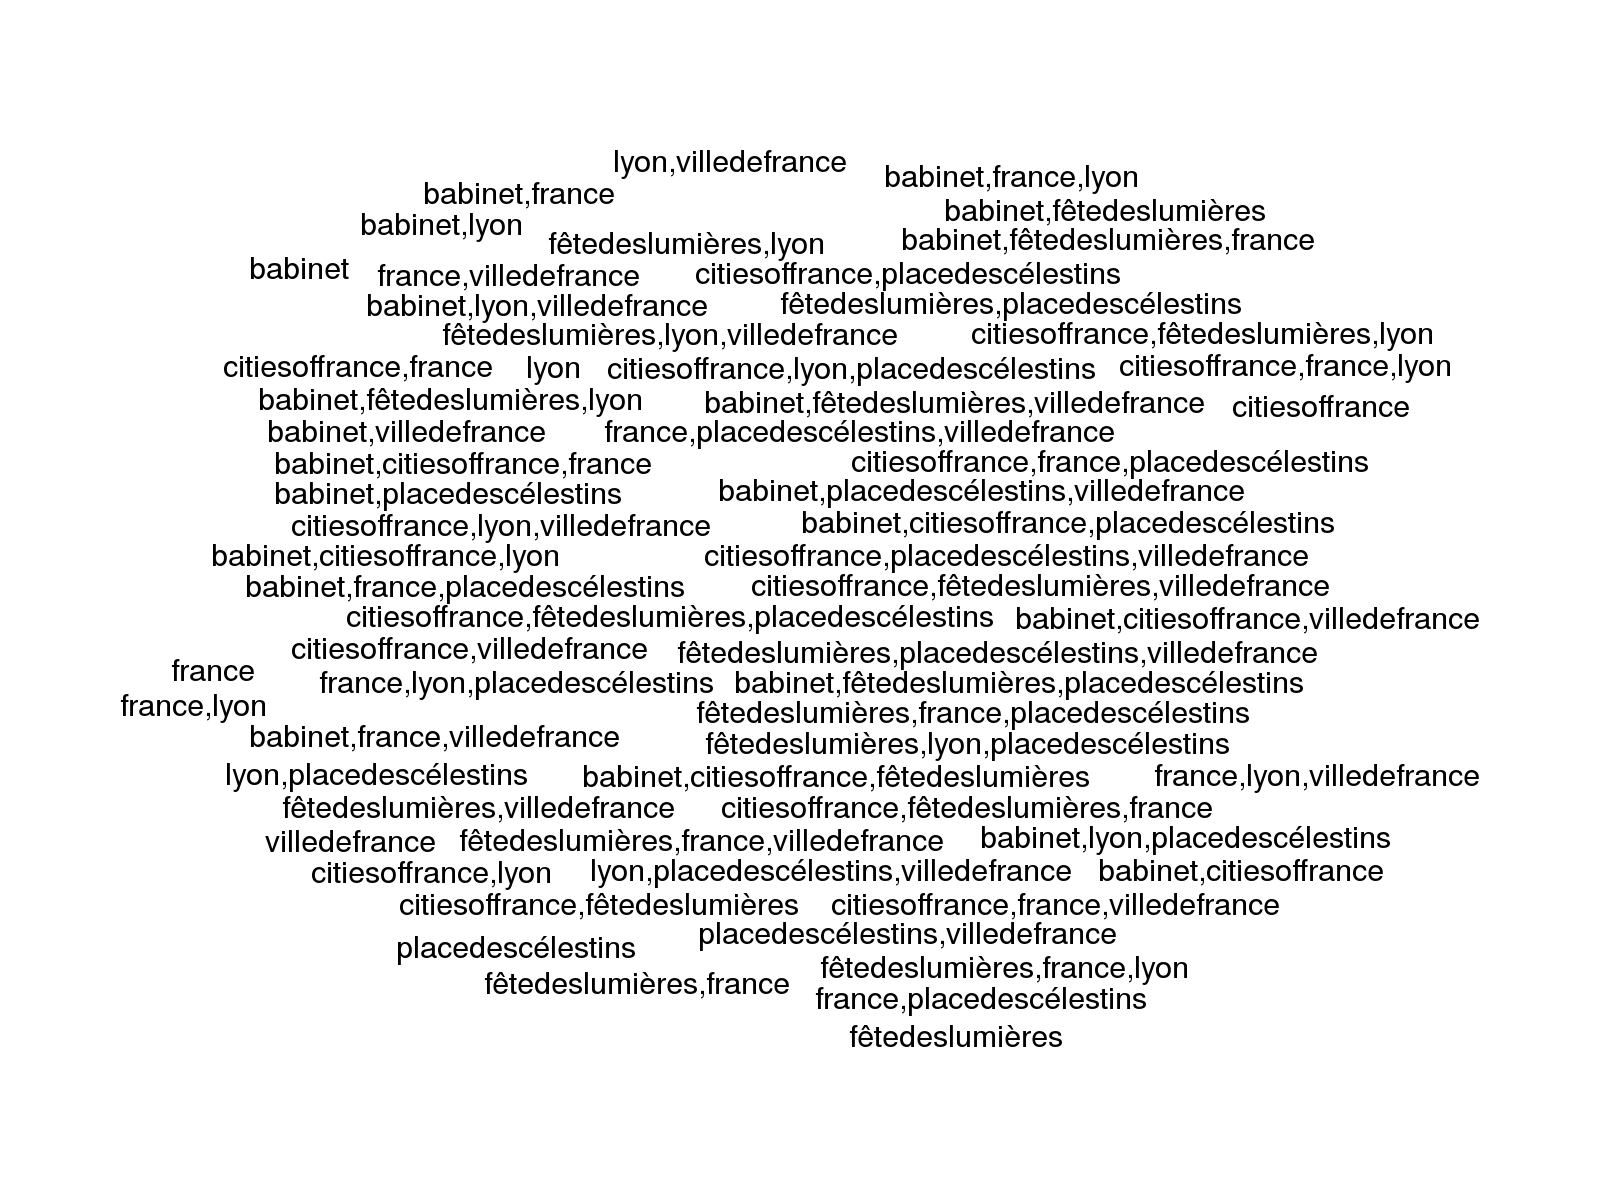 lyon,villedefrance
babinet,france,lyon
babinet,france
babinet,fêtedeslumières
babinet,lyon
fêtedeslumières,lyon
babinet,fêtedeslumières,france
babinet
france,villedefrance
citiesoffrance,placedescélestins
babinet,lyon,villedefrance
fêtedeslumières,placedescélestins
fêtedeslumières,lyon,villedefrance
citiesoffrance,fêtedeslumières,lyon
citiesoffrance,france
lyon
citiesoffrance,lyon,placedescélestins
citiesoffrance,france,lyon
babinet,fêtedeslumières,lyon
babinet,fêtedeslumières,villedefrance
citiesoffrance
babinet,villedefrance
france,placedescélestins,villedefrance
babinet,citiesoffrance,france
citiesoffrance,france,placedescélestins
babinet,placedescélestins
babinet,placedescélestins,villedefrance
citiesoffrance,lyon,villedefrance
babinet,citiesoffrance,placedescélestins
babinet,citiesoffrance,lyon
citiesoffrance,placedescélestins,villedefrance
babinet,france,placedescélestins
citiesoffrance,fêtedeslumières,villedefrance
citiesoffrance,fêtedeslumières,placedescélestins
babinet,citiesoffrance,villedefrance
citiesoffrance,villedefrance
fêtedeslumières,placedescélestins,villedefrance
france
france,lyon,placedescélestins
babinet,fêtedeslumières,placedescélestins
france,lyon
fêtedeslumières,france,placedescélestins
babinet,france,villedefrance
fêtedeslumières,lyon,placedescélestins
lyon,placedescélestins
babinet,citiesoffrance,fêtedeslumières
france,lyon,villedefrance
fêtedeslumières,villedefrance
citiesoffrance,fêtedeslumières,france
villedefrance
fêtedeslumières,france,villedefrance
babinet,lyon,placedescélestins
citiesoffrance,lyon
lyon,placedescélestins,villedefrance
babinet,citiesoffrance
citiesoffrance,fêtedeslumières
citiesoffrance,france,villedefrance
placedescélestins
placedescélestins,villedefrance
fêtedeslumières,france
fêtedeslumières,france,lyon
france,placedescélestins
fêtedeslumières